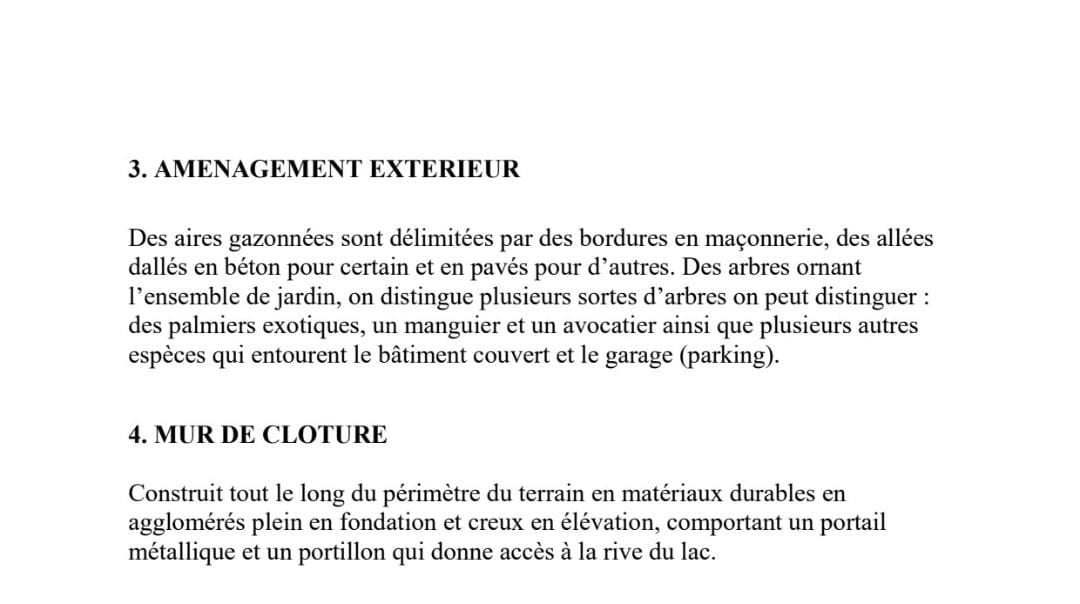 3. AMENAGEMENT EXTERIEUR
Des aires gazonnées sont délimitées par des bordures en maçonnerie, des allées
dallés en béton pour certain et en pavés pour d’autres. Des arbres ornant
l’ensemble de jardin, on distingue plusieurs sortes d’arbres on peut distinguer :
des palmiers exotiques, un manguier et un avocatier ainsi que plusieurs autres
espèces qui entourent le bâtiment couvert et le garage (parking).
4. MUR DE CLOTURE
Construit tout le long du périmètre du terrain en matériaux durables en
agglomérés plein en fondation et creux en élévation, comportant un portail
métallique et un portillon qui donne accès à la rive du lac.